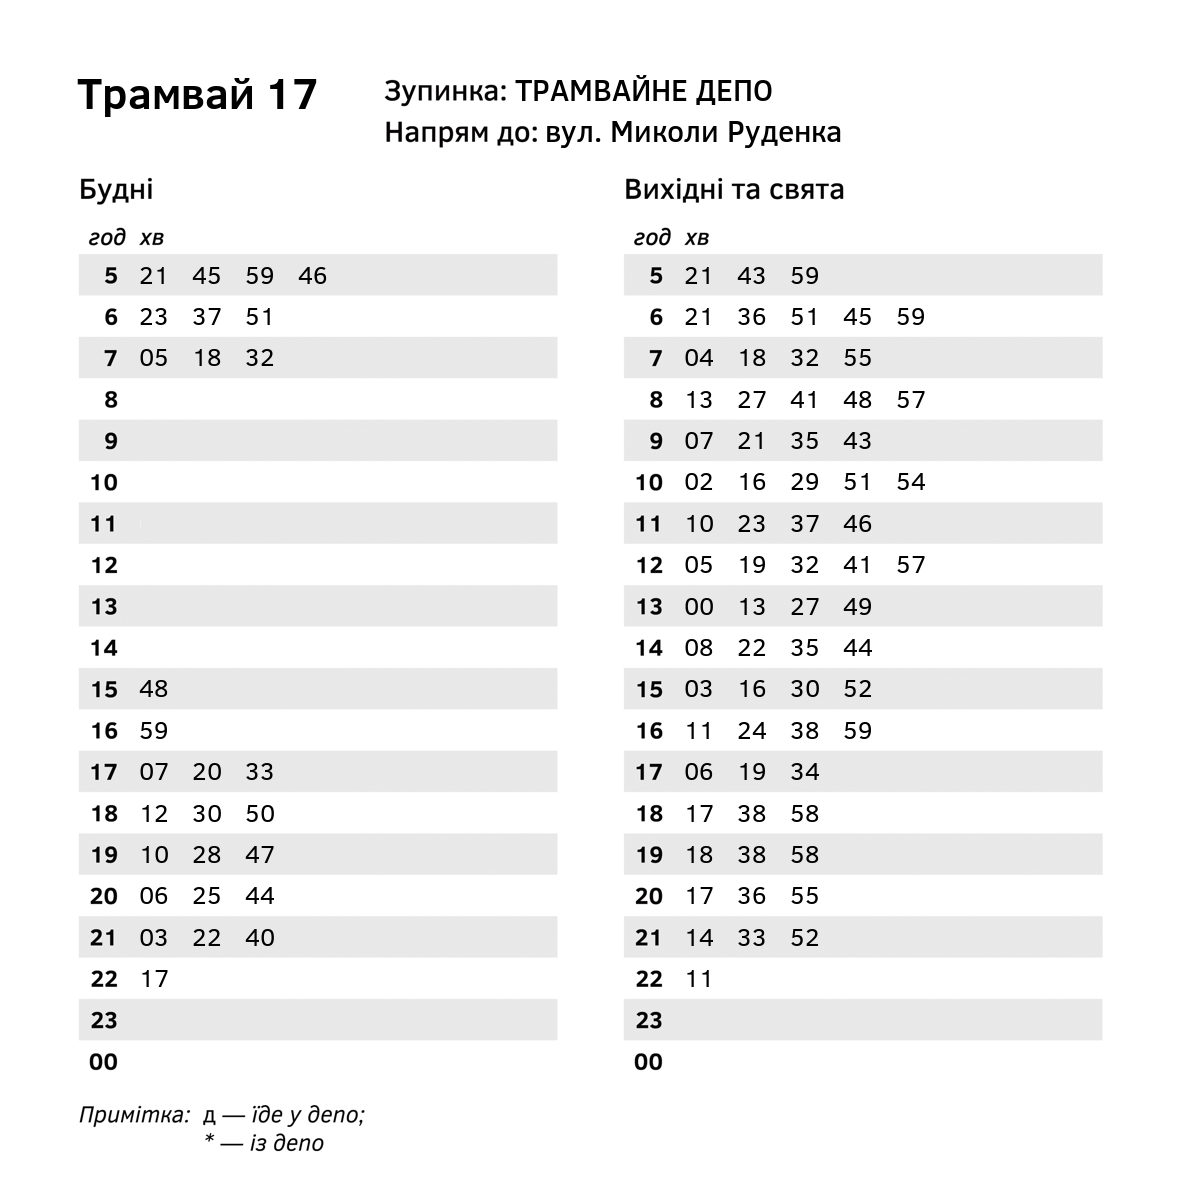 Трамвай 17
Зупинка: ТРАМВАЙНЕ ДЕПО
Напрям до: вул. Миколи Руденка
Будні
год хв
5 21 45 59 46
6 23 37 51
7 05 18 32
8
9
10
11
12
13
14
15 48
16 59
17 07 20 33
18 12 30 50
19 10 28 47
20 06 25 44
21 03 22 40
22 17
23
00
Вихідні та свята
год хв
5 21 43 59
6 21 36 51 45 59
7 04 18 32 55
8 13 27 41 48 57
9 07 21 35 43
10 02 16 29 51 54
11 10 23 37 46
12 05 19 32 41 57
13 00 13 27 49
14 08 22 35 44
15 03 16 30 52
16 11 24 38 59
17 06 19 34
18 17 38 58
19 18 38 58
20 17 36 55
21 14 33 52
22 11
23
00
Примітка: д — їде у депо;
* — із депо